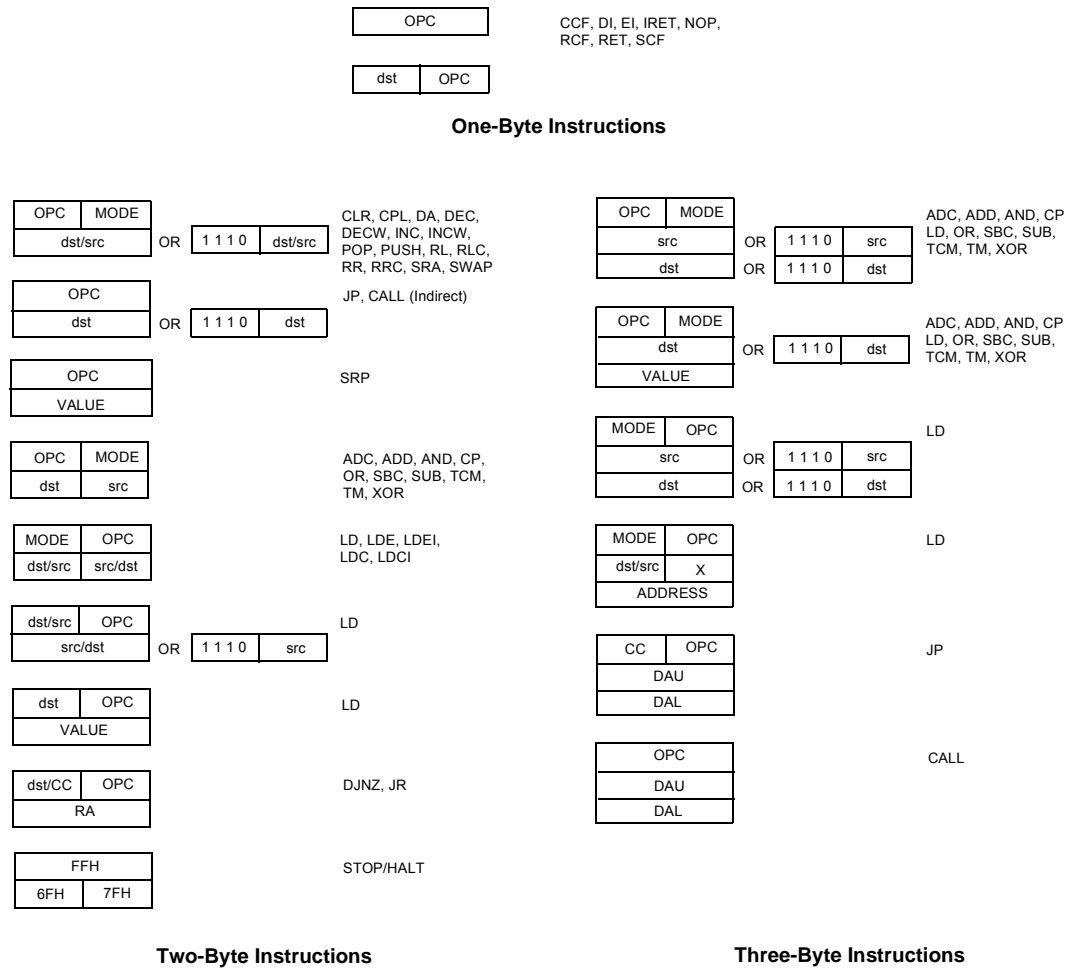 OPC
CCF, DI, EI, IRET, NOP,
RCF, RET, SCF
dst OPC
One-Byte Instructions
OPC MODE
dst/src OR 1 1 1 0 dst/src
CLR, CPL, DA, DEC,
DECW, INC, INCW,
POP, PUSH, RL, RLC,
RR, RRC, SRA, SWAP
OPC
dst OR 1 1 1 0 dst
JP, CALL (Indirect)
OPC
VALUE
SRP
OPC MODE
dst src
ADC, ADD, AND, CP,
OR, SBC, SUB, TCM,
TM, XOR
MODE OPC
dst/src src/dst
LD, LDE, LDEI,
LDC, LDCI
dst/src OPC
src/dst OR 1 1 1 0 src
LD
dst OPC
VALUE
LD
dst/CC OPC
RA
DJNZ, JR
FFH
6FH 7FH
STOP/HALT
Two-Byte Instructions
OPC MODE
src OR 1 1 1 0 src
dst OR 1 1 1 0 dst
ADC, ADD, AND, CP
LD, OR, SBC, SUB,
TCM, TM, XOR
OPC MODE
dst OR 1 1 1 0 dst
VALUE
ADC, ADD, AND, CP
LD, OR, SBC, SUB,
TCM, TM, XOR
MODE OPC
src OR 1 1 1 0 src
dst OR 1 1 1 0 dst
LD
MODE OPC
dst/src X
ADDRESS
LD
CC OPC
DAU
DAL
JP
OPC
DAU
DAL
CALL
Three-Byte Instructions